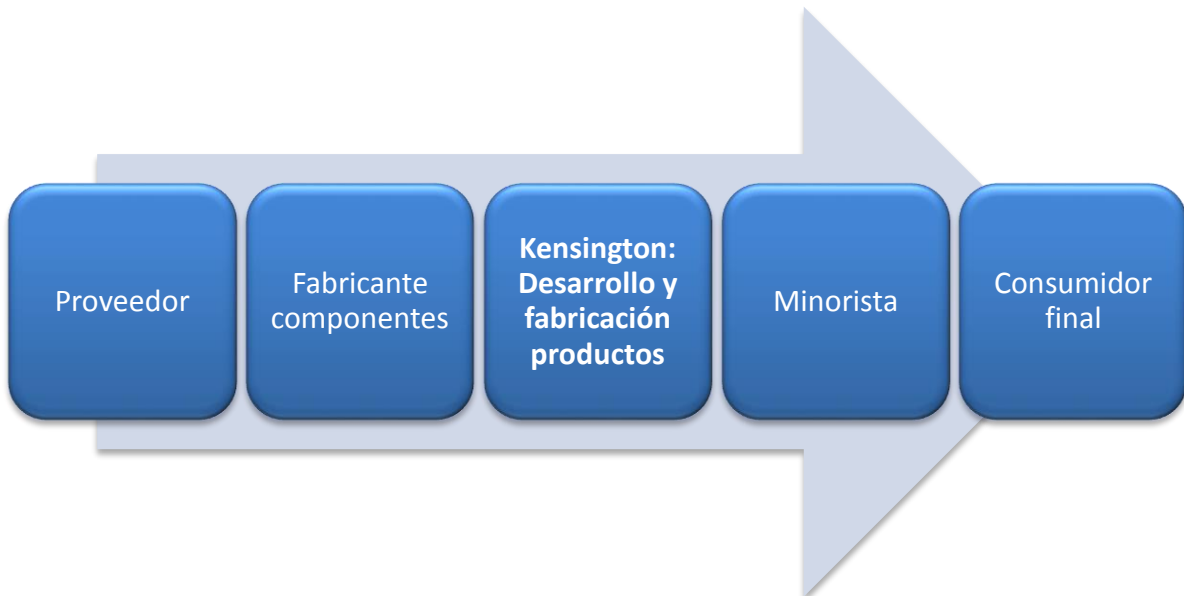 Proveedor
Fabricante
componentes
Kensington:
Desarrollo y
fabricación
productos
Minorista
Consumidor
final